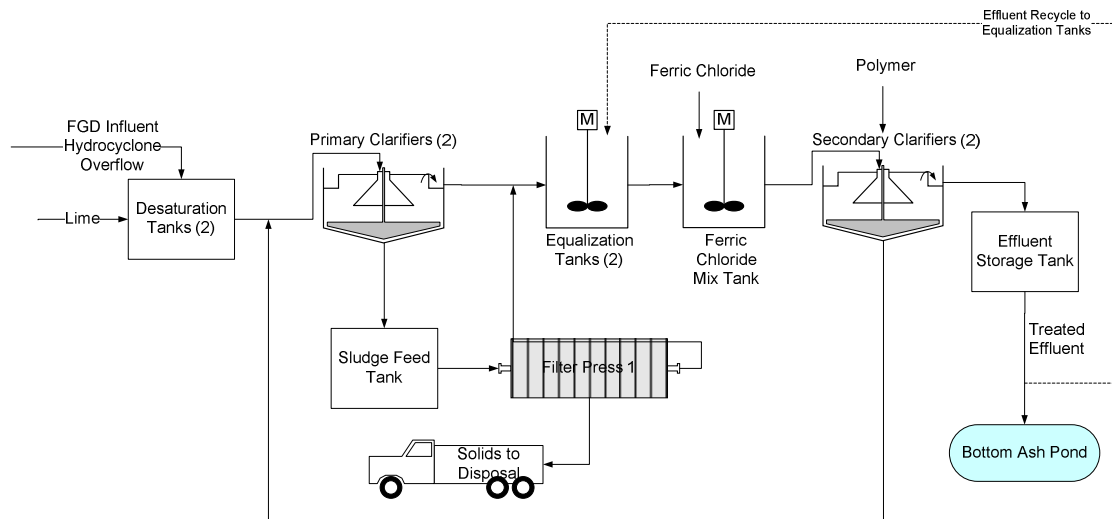 Effluent Recycle to
Equalization Tanks
Ferric Chloride
Polymer
M
M
FGD Influent
Hydrocyclone
Overflow
Primary Clarifiers (2)
Secondary Clarifiers (2)
Lime
Desaturation
Tanks (2)
Equalization
Tanks (2)
Ferric
Chloride
Mix Tank
Effluent
Storage Tank
Treated
Effluent
Sludge Feed
Tank
Filter Press 1
Solids to
Disposal
Bottom Ash Pond